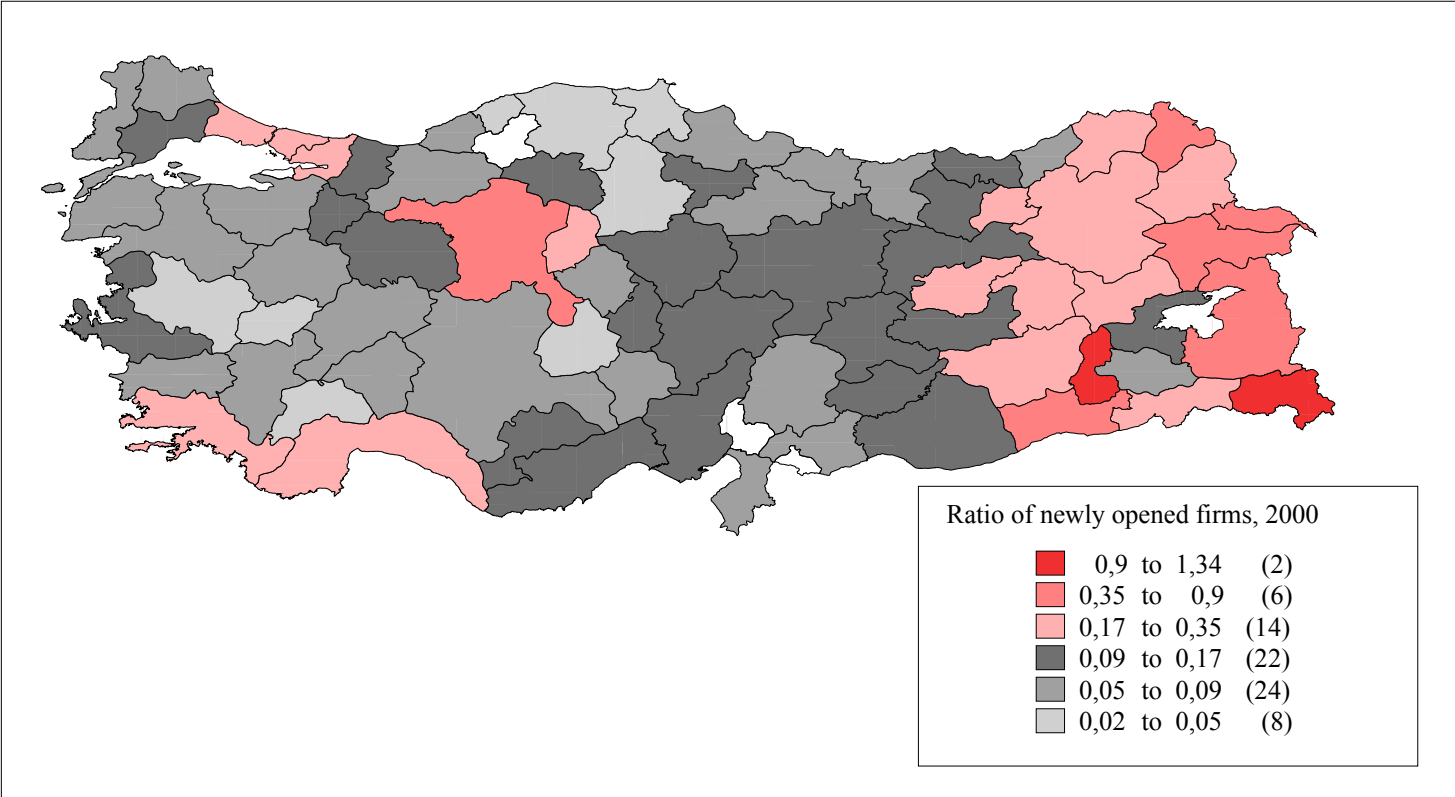 Ratio of newly opened firms, 2000
0,9 to 1,34 (2)
0,35 to 0,9 (6)
0,17 to 0,35 (14)
0,09 to 0,17 (22)
0,05 to 0,09 (24)
0,02 to 0,05 (8)